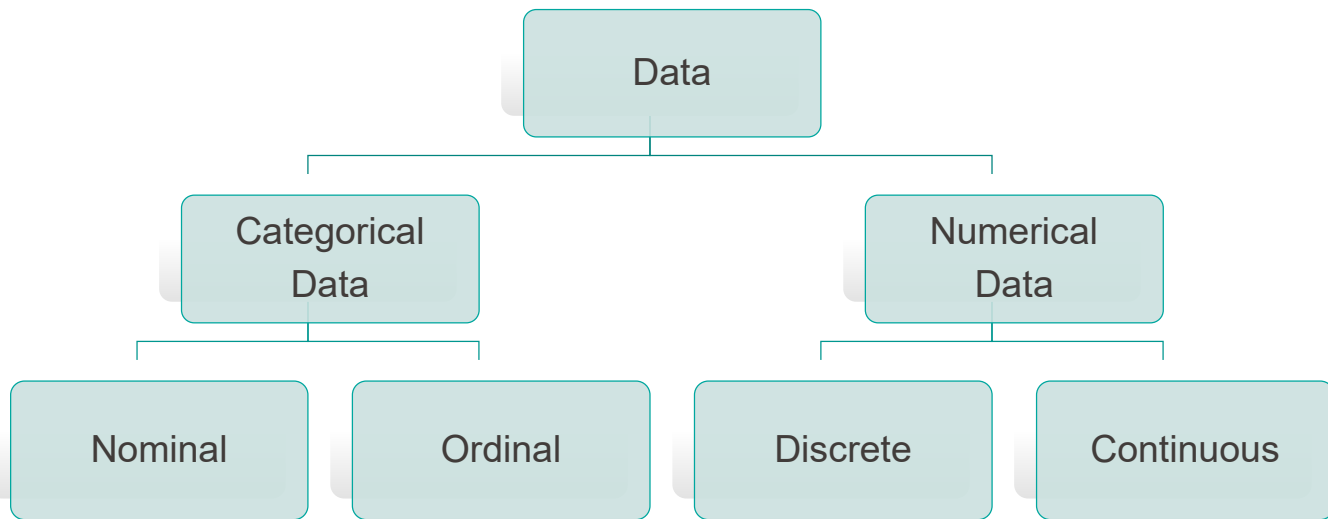 Data
Categorical
Data
Numerical
Data
Nominal
Ordinal
Discrete
Continuous